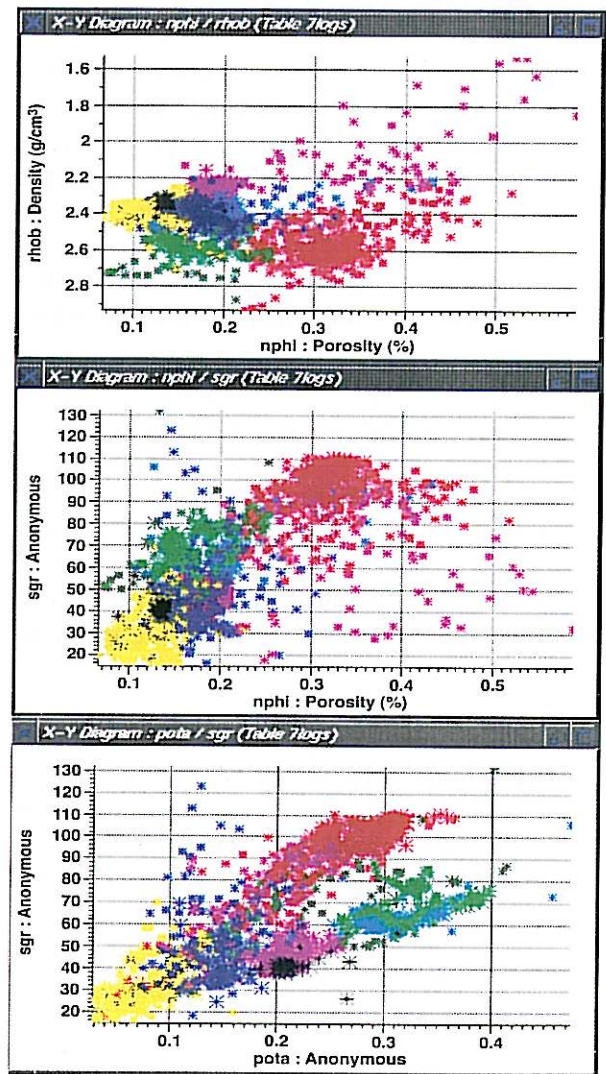 X-Y Diagram : nphi / rhob (Table 7logs)
1.6
1.8
2
2.2
2.4
2.6
2.8
rhob : Density (g/cm³)
0.1 0.2 0.3 0.4 0.5
nphi : Porosity (%)
X-Y Diagram : nphi / sgr (Table 7logs)
130
120
110
100
90
80
70
60
50
40
30
20
sgr : Anonymous
0.1 0.2 0.3 0.4 0.5
nphi : Porosity (%)
X-Y Diagram : pota / sgr (Table 7logs)
130
120
110
100
90
80
70
60
50
40
30
20
sgr : Anonymous
0.1 0.2 0.3 0.4
pota : Anonymous